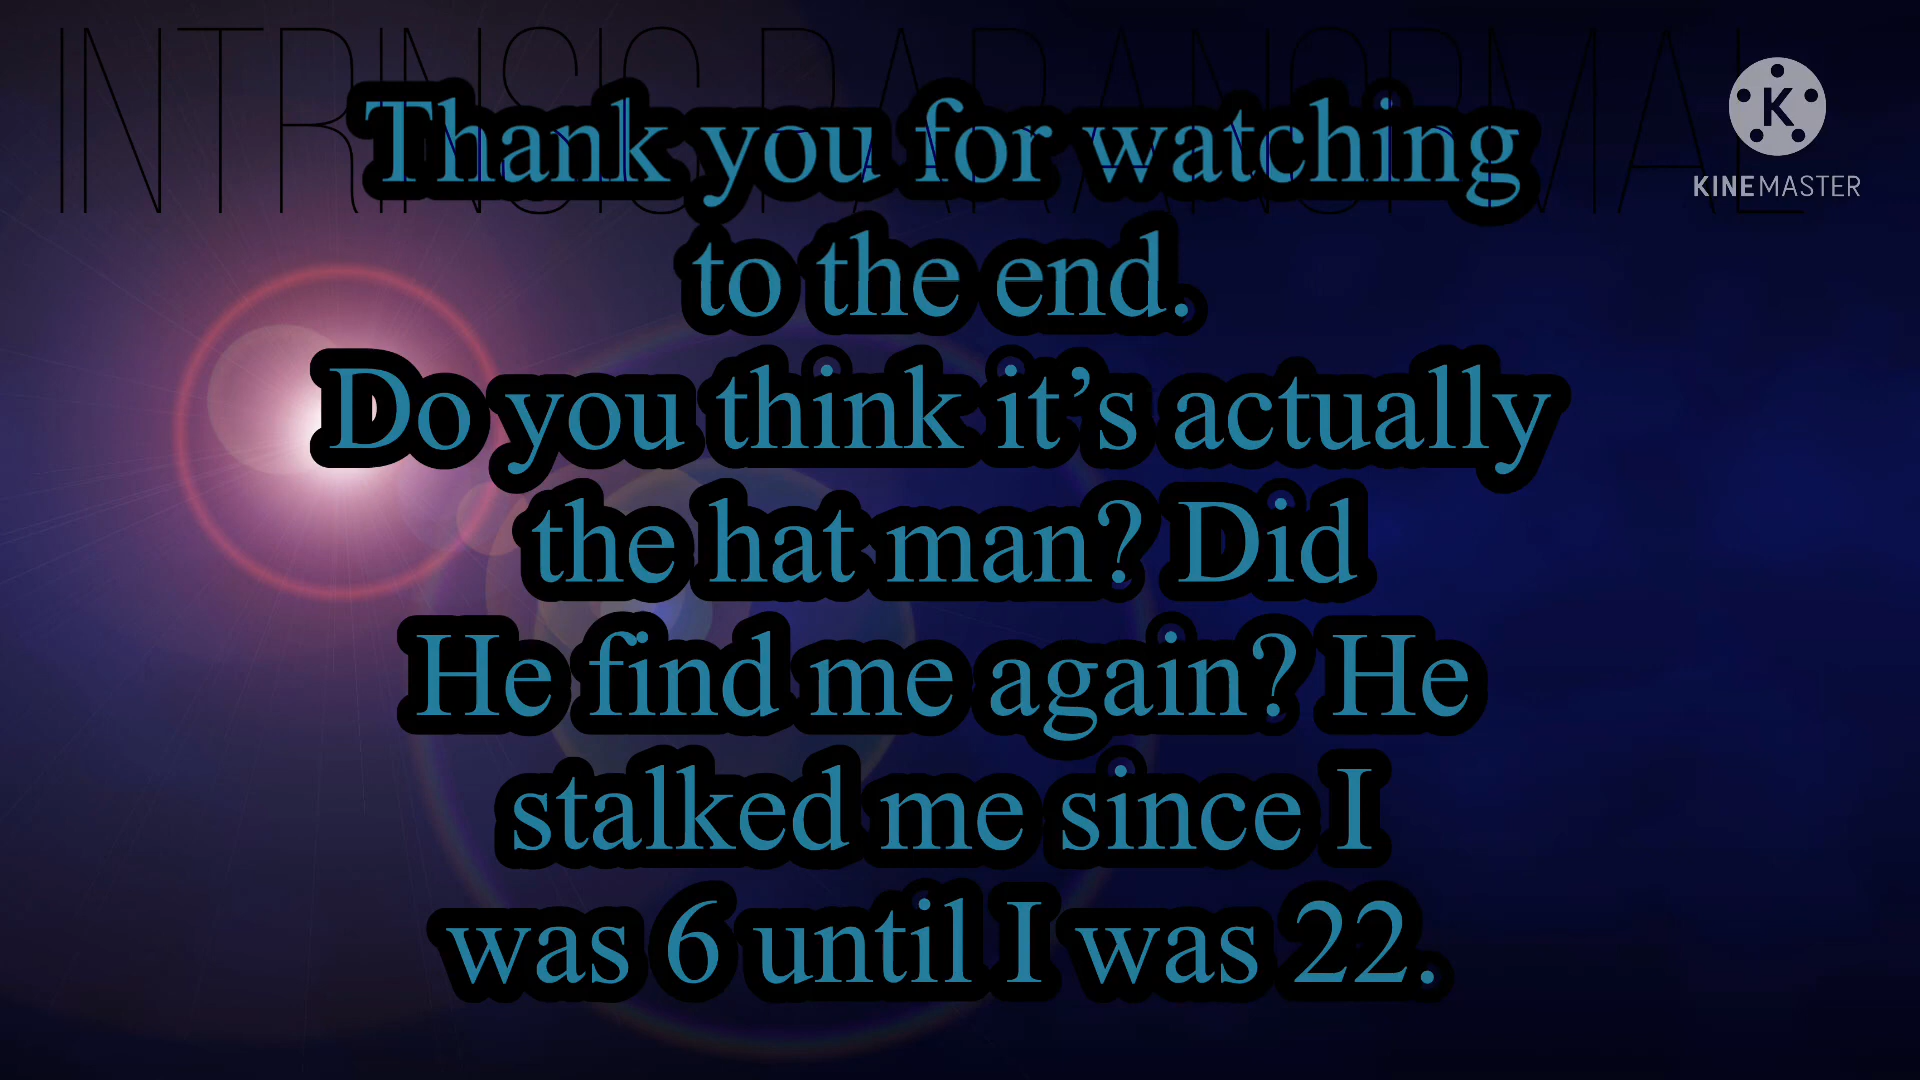 INTRINSIC PARANORMAL
Thank you for watching
to the end.
Do you think it’s actually
the hat man? Did
He find me again? He
stalked me since I
was 6 until I was 22.
K
KINEMASTER